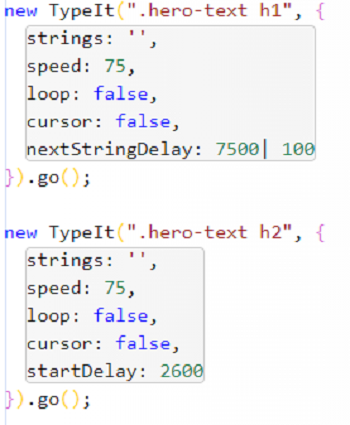 new TypeIt(".hero-text h1", {
strings: '',
speed: 75,
loop: false,
cursor: false,
nextStringDelay: 7500| 100
}).go();
new TypeIt(".hero-text h2", {
strings: '',
speed: 75,
loop: false,
cursor: false,
startDelay: 2600
}).go();